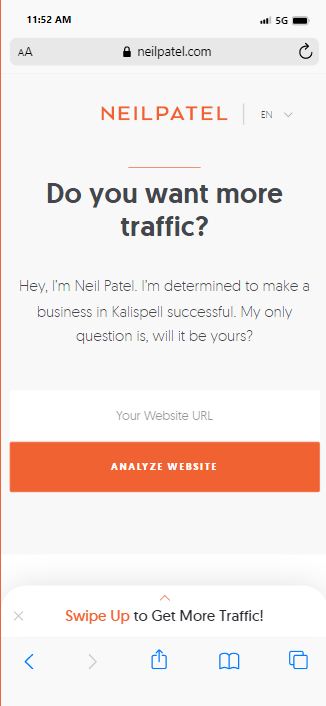 11:52 AM
5G
AA
neilpatel.com
NEILPATEL
EN
Do you want more
traffic?
Hey, I'm Neil Patel. I'm determined to make a
business in Kalispell successful. My only
question is, will it be yours?
Your Website URL
ANALYZE WEBSITE
Swipe Up to Get More Traffic!